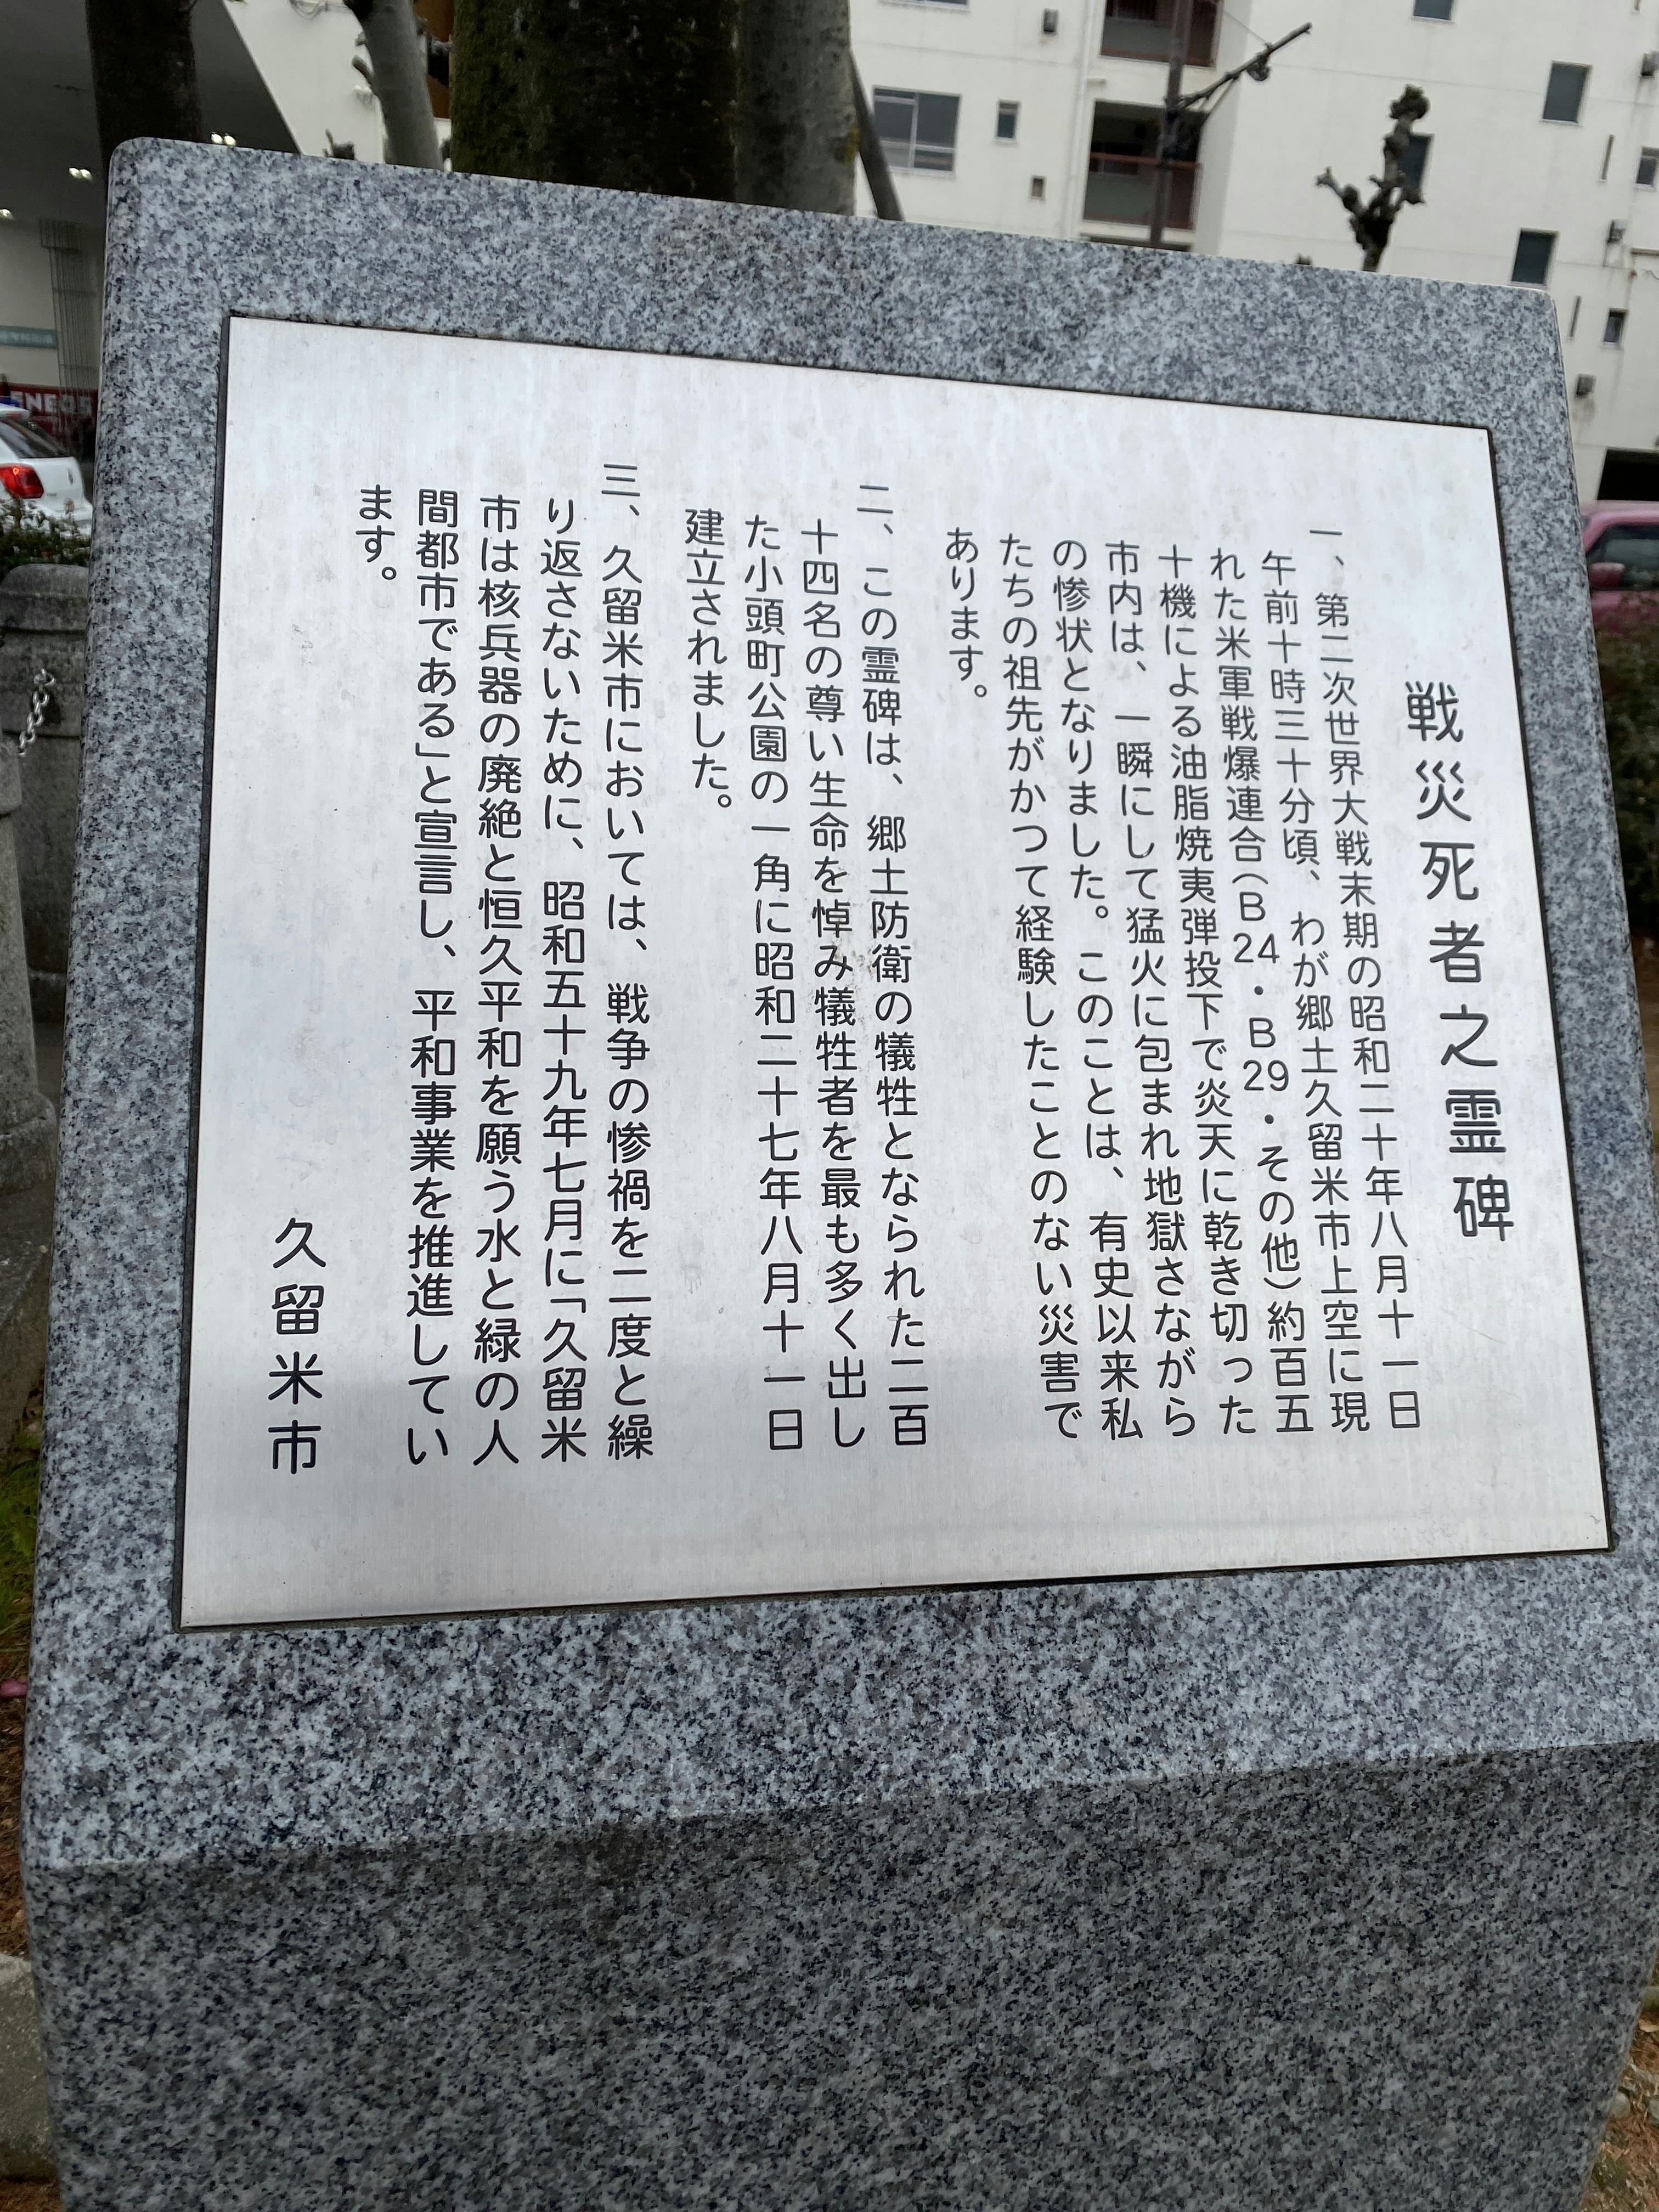 戦災死者之霊碑
一、第二次世界大戦末期の昭和二十年八月十一日
午前十時三十分頃、わが郷土久留米市上空に現
れた米軍戦爆連合(B24・B29・その他)約百五
十機による油脂焼夷弾投下で炎天に乾き切った
市内は、一瞬にして猛火に包まれ地獄さながら
の惨状となりました。このことは、有史以来私
たちの祖先がかつて経験したことのない災害で
あります。
二、この霊碑は、郷土防衛の犠牲となられた二百
十四名の尊い生命を悼み犠牲者を最も多く出し
た小頭町公園の一角に昭和二十七年八月十一日
建立されました。
三、久留米市においては、戦争の惨禍を二度と繰
り返さないために、昭和五十九年七月に「久留米
市は核兵器の廃絶と恒久平和を願う水と緑の人
間都市である」と宣言し、平和事業を推進してい
ます。
久留米市
ENEOS